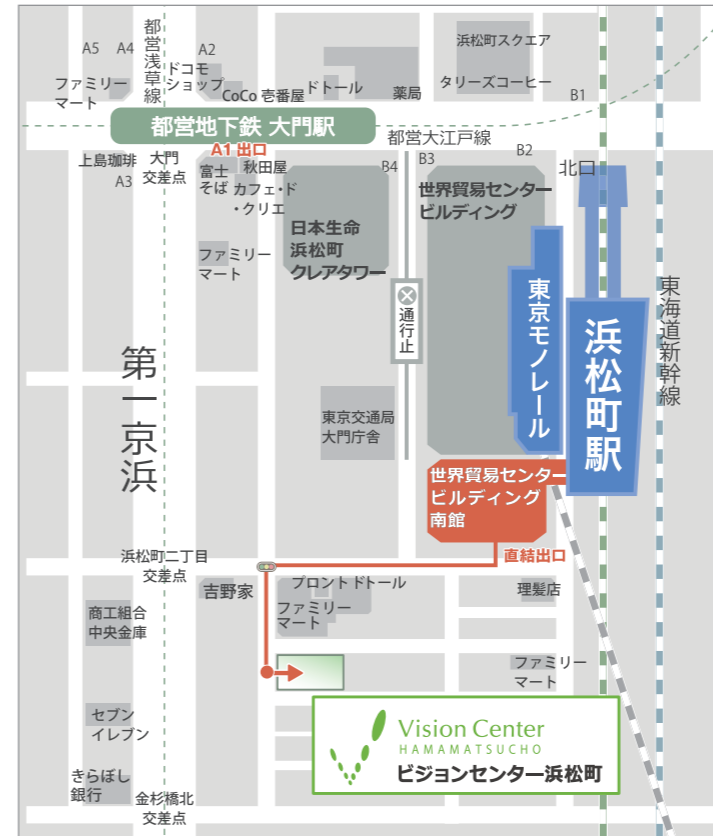 都営浅草線
A5
A4
A2
ファミリー
マート
ドコモ
ショップ
CoCo 壱番屋
ドトール
薬局
浜松町スクエア
タリーズコーヒー
B1
都営地下鉄 大門駅
都営大江戸線
A1 出口
上島珈琲
A3
大門
交差点
富士
そば
秋田屋
カフェ・ド
・クリエ
B4
B3
B2
北口
世界貿易センター
ビルディング
日本生命
浜松町
クレアタワー
ファミリー
マート
通行止
東京モノレール
浜松町駅
東海道新幹線
第一京浜
東京交通局
大門庁舎
世界貿易センター
ビルディング
南館
直結出口
浜松町二丁目
交差点
吉野家
プロントドトール
ファミリー
マート
理髪店
商工組合
中央金庫
ファミリー
マート
セブン
イレブン
きらぼし
銀行
金杉橋北
交差点
Vision Center
HAMAMATSUCHO
ビジョンセンター浜松町